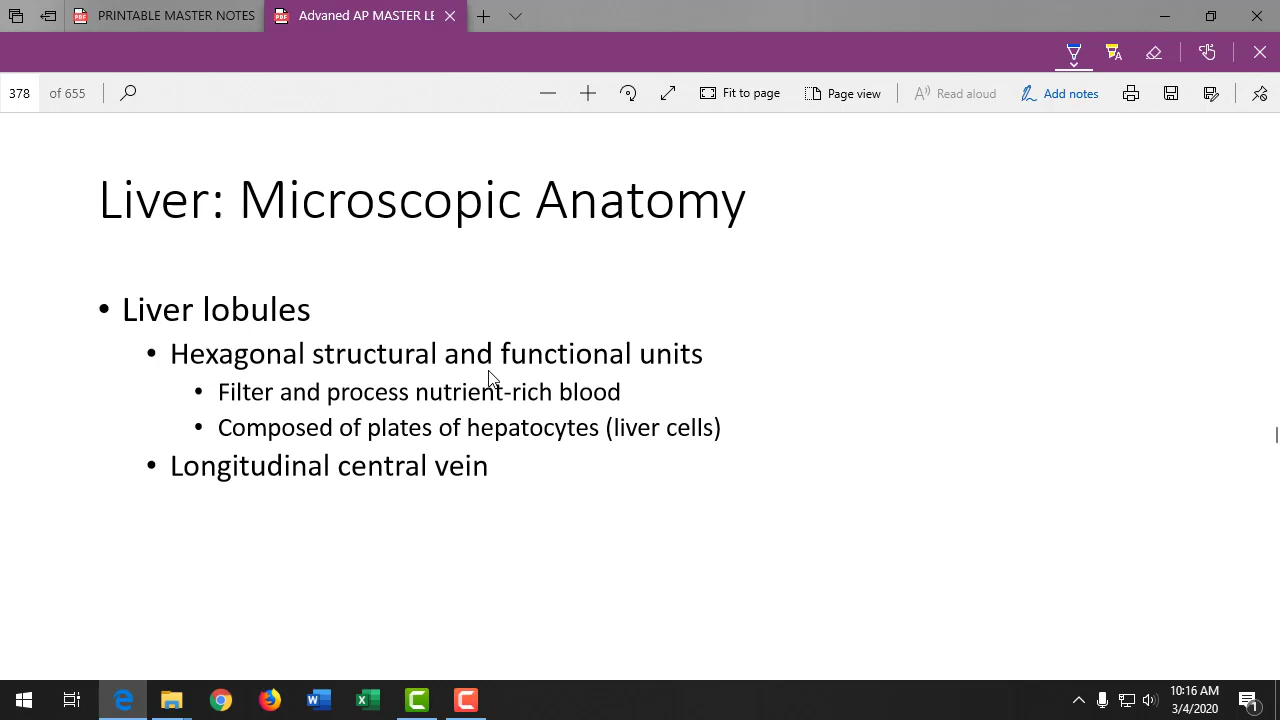 PRINTABLE MASTER NOTES
Advaned AP MASTER LE
378 of 655
Fit to page
Page view
Read aloud
Add notes
Liver: Microscopic Anatomy
• Liver lobules
• Hexagonal structural and functional units
• Filter and process nutrient-rich blood
• Composed of plates of hepatocytes (liver cells)
• Longitudinal central vein
10:16 AM
3/4/2020